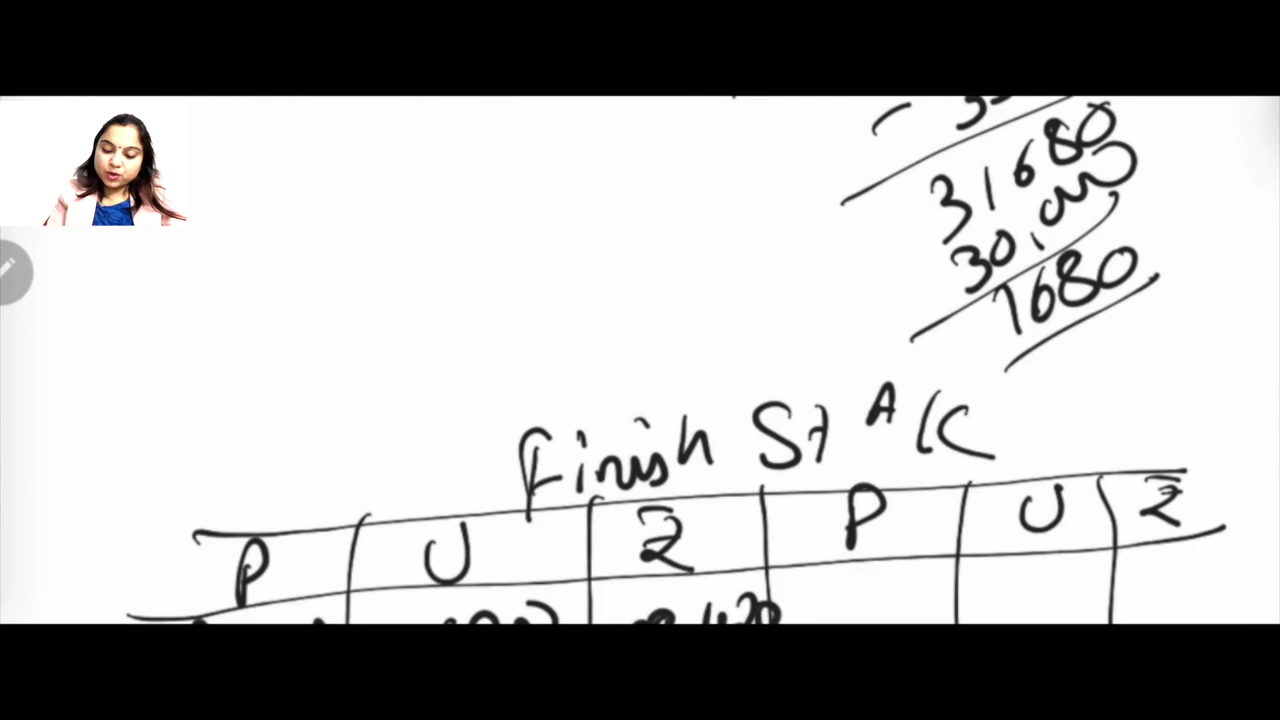 31680
30,000
1680
Finish St A/C
P U ₹ P U ₹